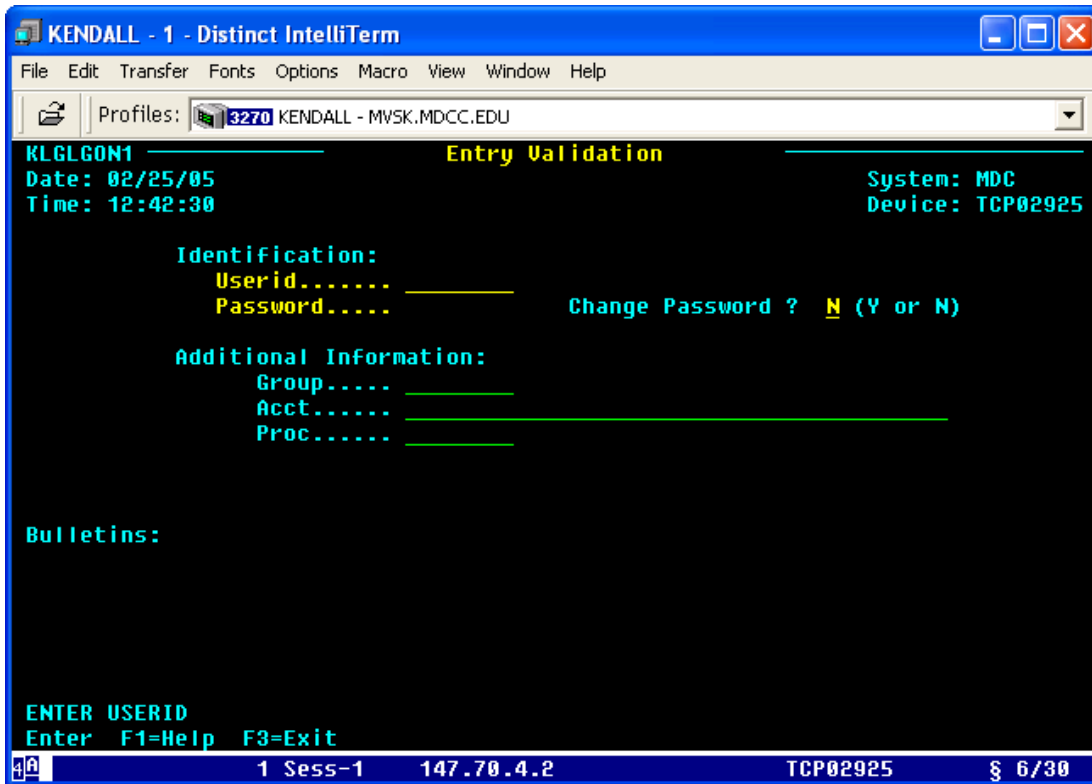 KENDALL - 1 - Distinct IntelliTerm
File Edit Transfer Fonts Options Macro View Window Help
Profiles: 3270 KENDALL - MVSK.MDCC.EDU
KLGLGON1 Entry Validation
Date: 02/25/05 System: MDC
Time: 12:42:30 Device: TCP02925
Identification:
Userid.......
Password..... Change Password ? N (Y or N)
Additional Information:
Group.....
Acct......
Proc......
Bulletins:
ENTER USERID
Enter F1=Help F3=Exit
4A 1 Sess-1 147.70.4.2 TCP02925 § 6/30